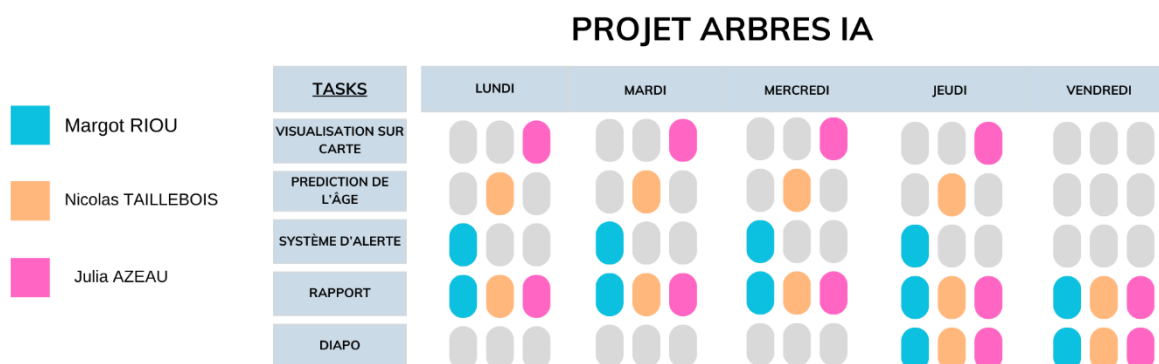 PROJET ARBRES IA
Margot RIOU
Nicolas TAILLEBOIS
Julia AZEAU
TASKS
LUNDI
MARDI
MERCREDI
JEUDI
VENDREDI
VISUALISATION SUR
CARTE
PREDICTION DE
L'ÂGE
SYSTÈME D'ALERTE
RAPPORT
DIAPO